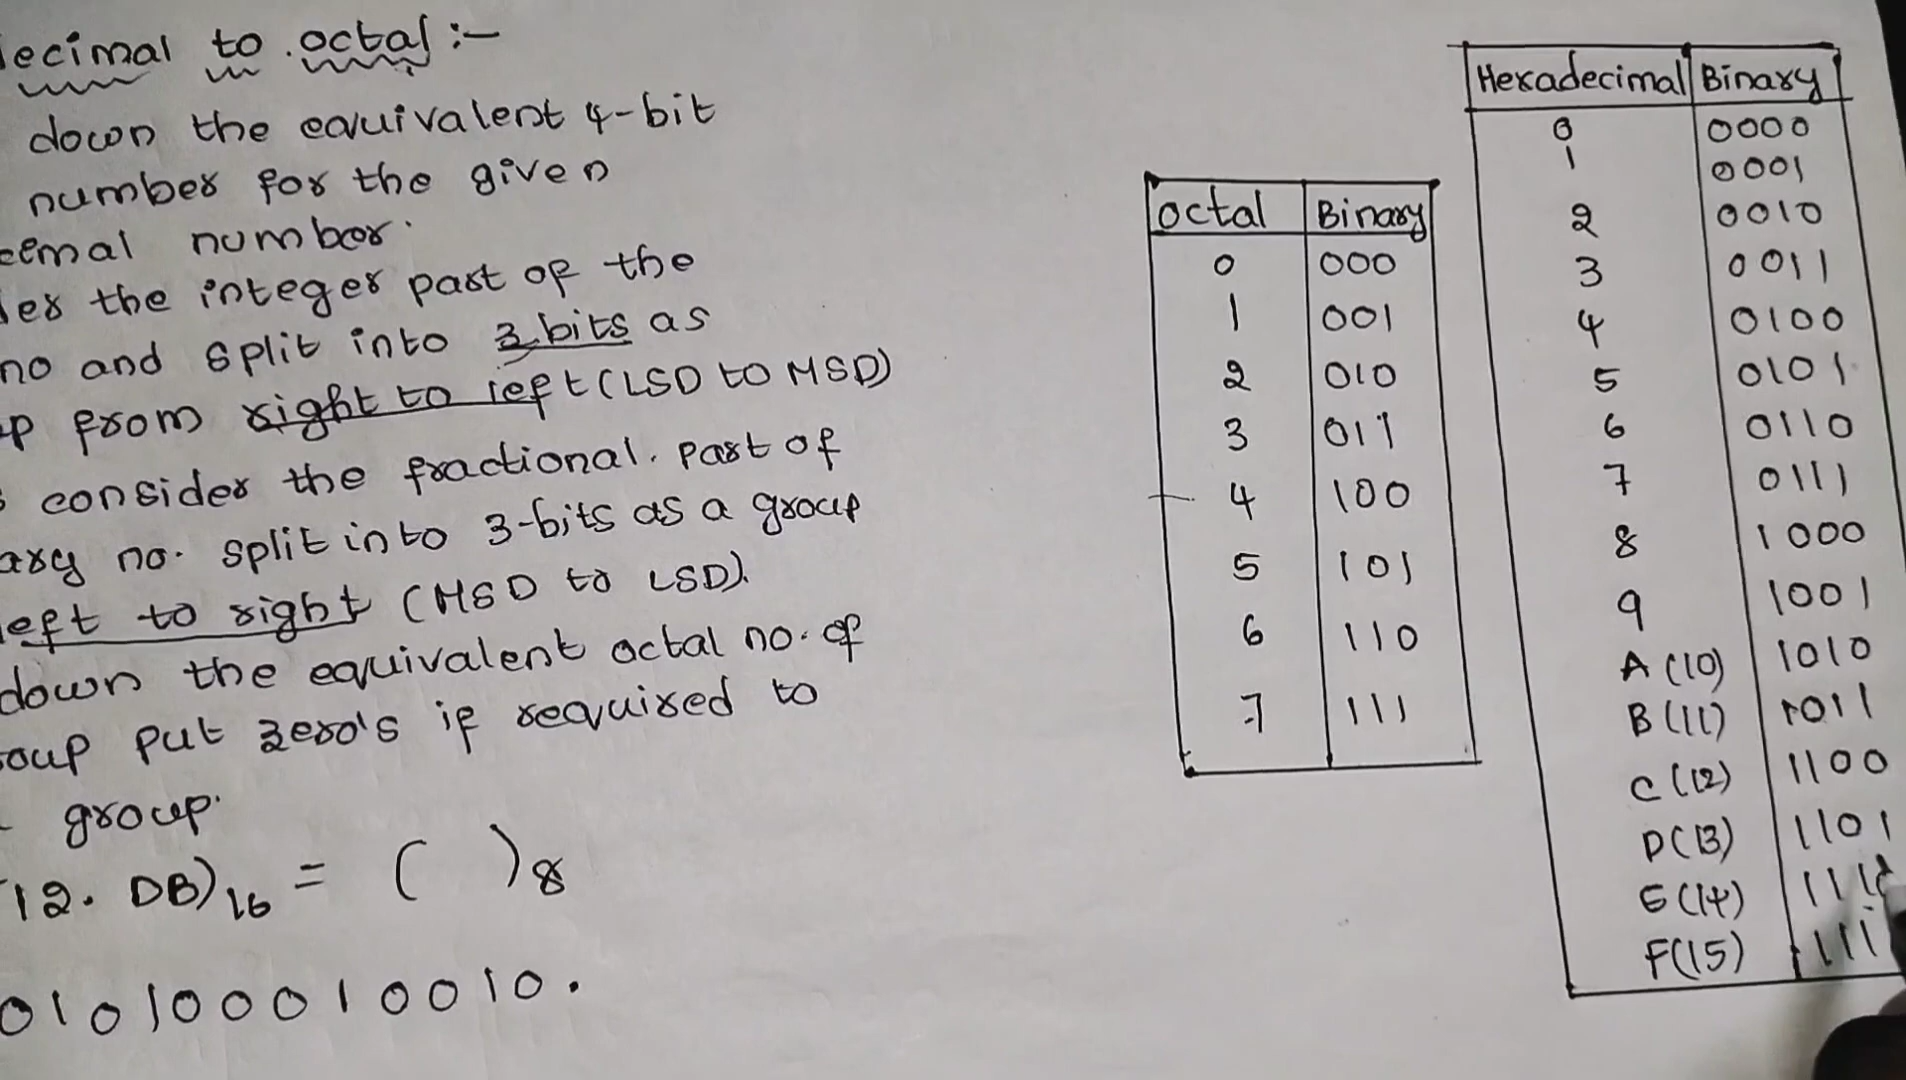 ecimal to octal :-
down the equivalent 4-bit
number for the given
cimal number.
der the integer part of the
no and split into 3 bits as
up from right to left (LSD to MSD)
s consider the fractional. part of
ary no. split into 3-bits as a group
left to right (MSD to LSD).
down the equivalent octal no. of
roup put zero's if required to
group.
12. DB)16 = ( )8
010100010010.
Octal Binary
0 000
1 001
2 010
3 011
4 100
5 101
6 110
7 111
Hexadecimal Binary
0 0000
1 0001
2 0010
3 0011
4 0100
5 0101
6 0110
7 0111
8 1000
9 1001
A (10) 1010
B (11) 1011
C (12) 1100
D (13) 1101
E (14)
F (15)